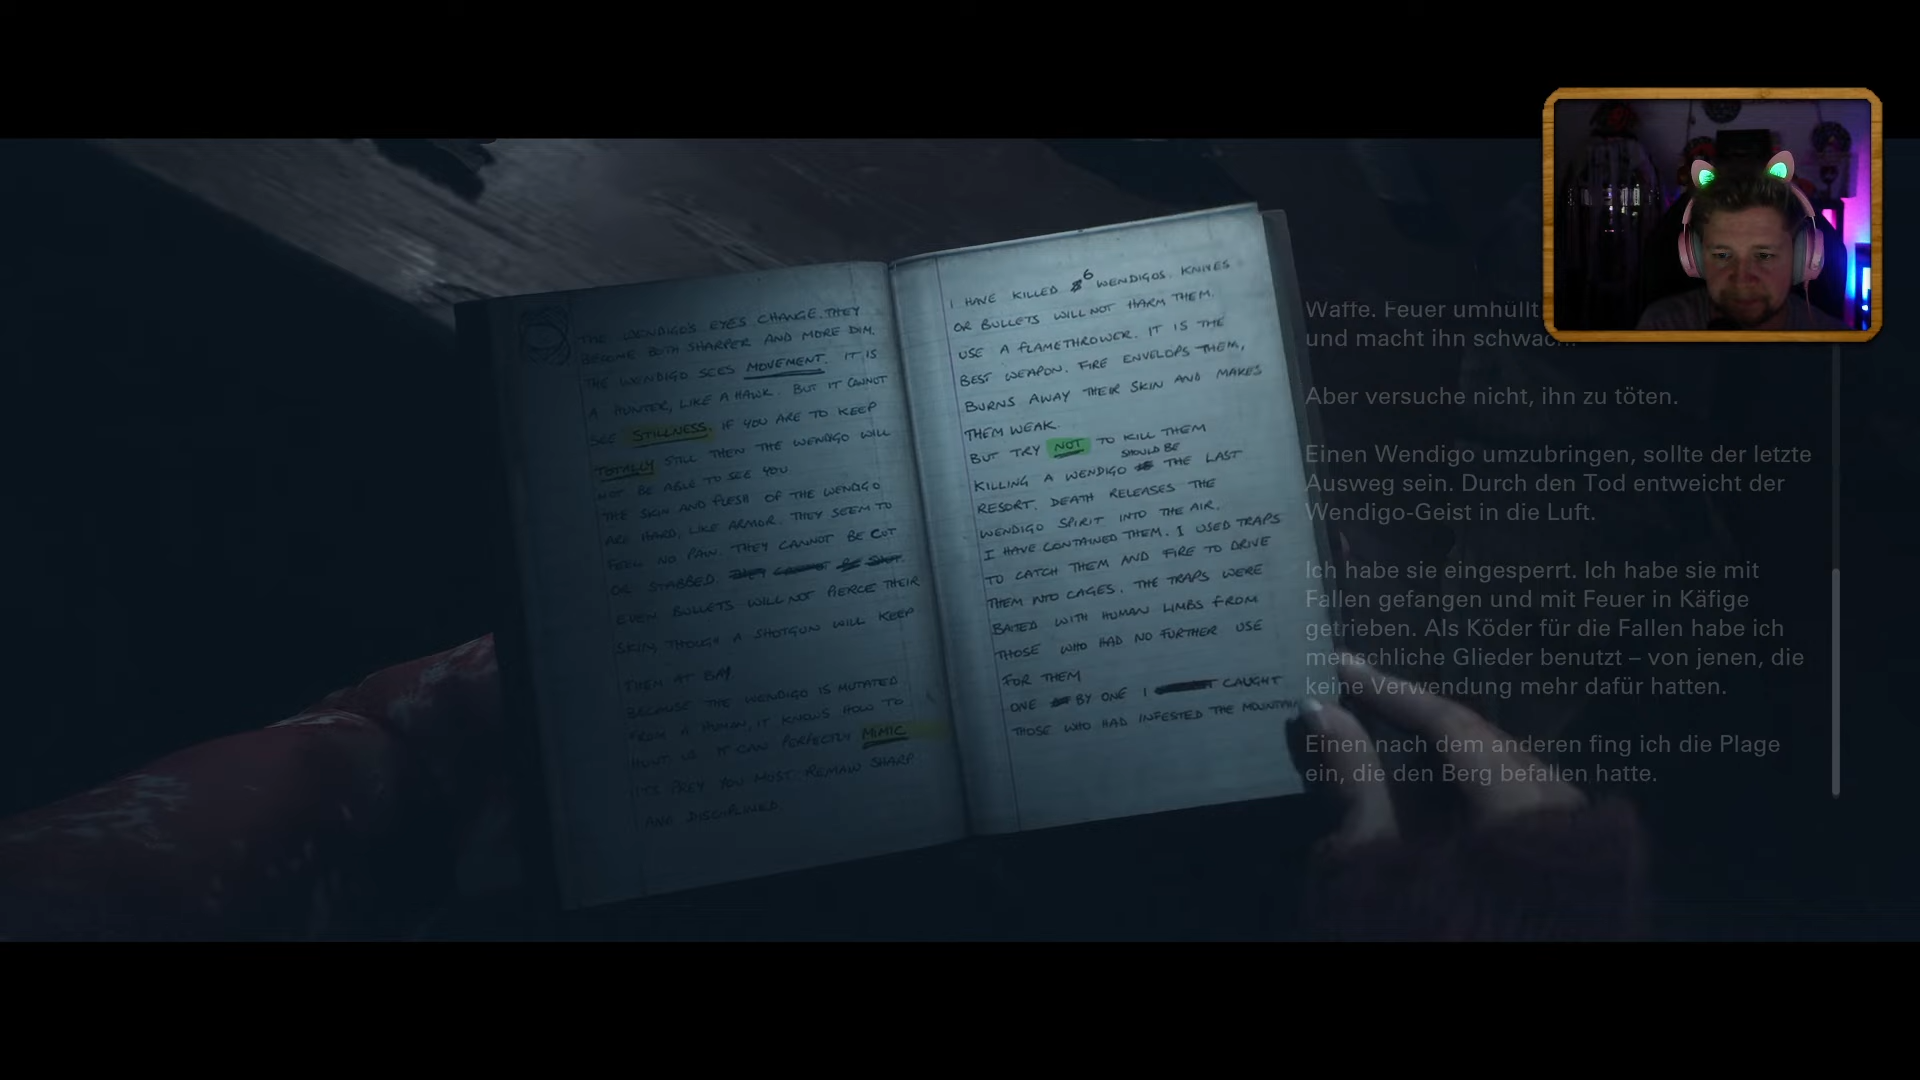 THE WENDIGO'S EYES CHANGE. THEY
BECOME BOTH SHARPER AND MORE DIM.
THE WENDIGO SEES MOVEMENT. IT IS
A HUNTER, LIKE A HAWK. BUT IT CANNOT
SEE STILLNESS. IF YOU ARE TO KEEP
TOTALLY STILL THEN THE WENDIGO WILL
NOT BE ABLE TO SEE YOU
THE SKIN AND FLESH OF THE WENDIGO
ARE HARD, LIKE ARMOR. THEY SEEM TO
FEEL NO PAIN. THEY CANNOT BE CUT
OR STABBED. THEY CANNOT BE SHOT.
EVEN BULLETS WILL NOT PIERCE THEIR
SKIN, THOUGH A SHOTGUN WILL KEEP
THEM AT BAY
BECAUSE THE WENDIGO IS MUTATED
FROM A HUMAN, IT KNOWS HOW TO
HUNT US. IT CAN PERFECTLY MIMIC
ITS PREY YOU MUST REMAIN SHARP
AND DISCIPLINED
I HAVE KILLED 6 WENDIGOS. KNIVES
OR BULLETS WILL NOT HARM THEM.
USE A FLAMETHROWER. IT IS THE
BEST WEAPON. FIRE ENVELOPS THEM,
BURNS AWAY THEIR SKIN AND MAKES
THEM WEAK.
BUT TRY NOT TO KILL THEM
KILLING A WENDIGO SHOULD BE THE LAST
RESORT. DEATH RELEASES THE
WENDIGO SPIRIT INTO THE AIR.
I HAVE CONTAINED THEM. I USED TRAPS
TO CATCH THEM AND FIRE TO DRIVE
THEM INTO CAGES. THE TRAPS WERE
BAITED WITH HUMAN LIMBS FROM
THOSE WHO HAD NO FURTHER USE
FOR THEM
ONE BY ONE I CAUGHT
THOSE WHO HAD INFESTED THE MOUNTAIN
Waffe. Feuer umhüllt
und macht ihn schwach.
Aber versuche nicht, ihn zu töten.
Einen Wendigo umzubringen, sollte der letzte
Ausweg sein. Durch den Tod entweicht der
Wendigo-Geist in die Luft.
Ich habe sie eingesperrt. Ich habe sie mit
Fallen gefangen und mit Feuer in Käfige
getrieben. Als Köder für die Fallen habe ich
menschliche Glieder benutzt – von jenen, die
keine Verwendung mehr dafür hatten.
Einen nach dem anderen fing ich die Plage
ein, die den Berg befallen hatte.